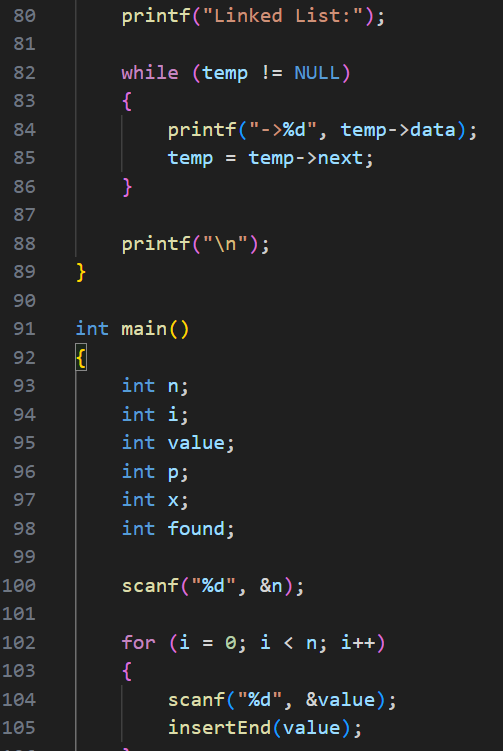 80 printf("Linked List:");
81
82 while (temp != NULL)
83 {
84 printf("->%d", temp->data);
85 temp = temp->next;
86 }
87
88 printf("\n");
89 }
90
91 int main()
92 {
93 int n;
94 int i;
95 int value;
96 int p;
97 int x;
98 int found;
99
100 scanf("%d", &n);
101
102 for (i = 0; i < n; i++)
103 {
104 scanf("%d", &value);
105 insertEnd(value);